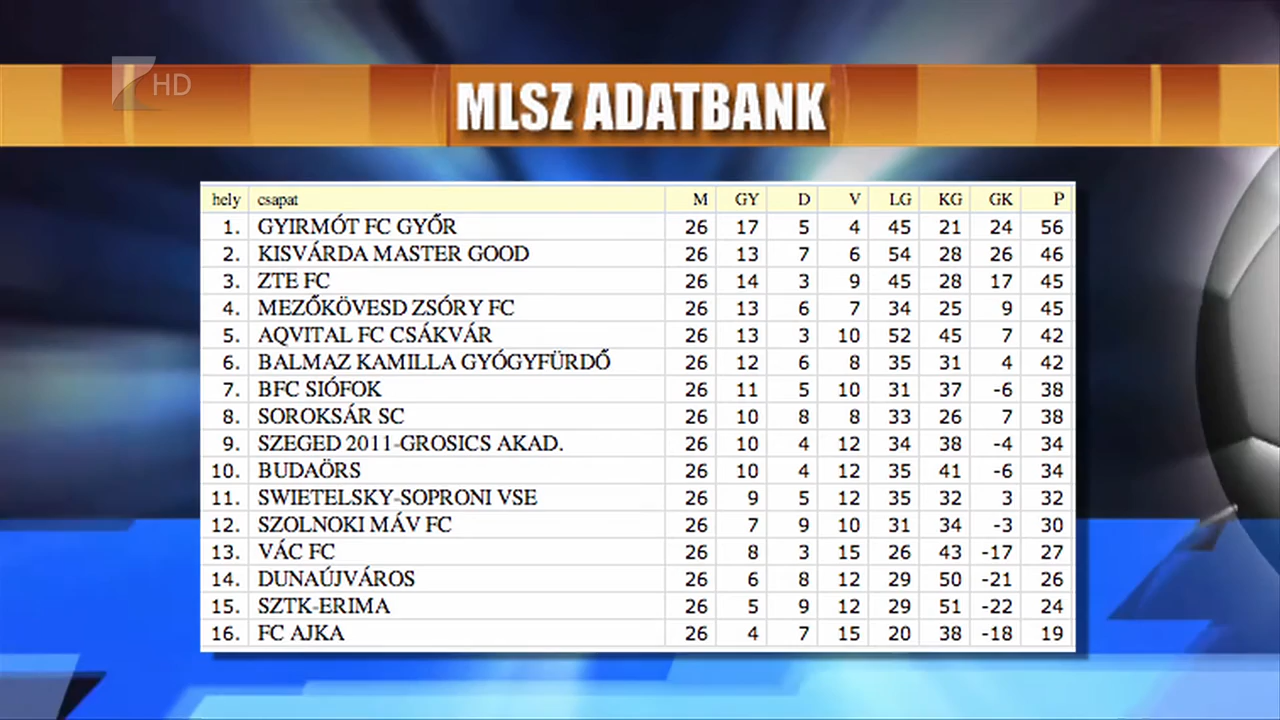 HD
MLSZ ADATBANK
hely csapat M GY D V LG KG GK P
1. GYIRMÓT FC GYŐR 26 17 5 4 45 21 24 56
2. KISVÁRDA MASTER GOOD 26 13 7 6 54 28 26 46
3. ZTE FC 26 14 3 9 45 28 17 45
4. MEZŐKÖVESD ZSÓRY FC 26 13 6 7 34 25 9 45
5. AQVITAL FC CSÁKVÁR 26 13 3 10 52 45 7 42
6. BALMAZ KAMILLA GYÓGYFÜRDŐ 26 12 6 8 35 31 4 42
7. BFC SIÓFOK 26 11 5 10 31 37 -6 38
8. SOROKSÁR SC 26 10 8 8 33 26 7 38
9. SZEGED 2011-GROSICS AKAD. 26 10 4 12 34 38 -4 34
10. BUDAÖRS 26 10 4 12 35 41 -6 34
11. SWIETELSKY-SOPRONI VSE 26 9 5 12 35 32 3 32
12. SZOLNOKI MÁV FC 26 7 9 10 31 34 -3 30
13. VÁC FC 26 8 3 15 26 43 -17 27
14. DUNAÚJVÁROS 26 6 8 12 29 50 -21 26
15. SZTK-ERIMA 26 5 9 12 29 51 -22 24
16. FC AJKA 26 4 7 15 20 38 -18 19